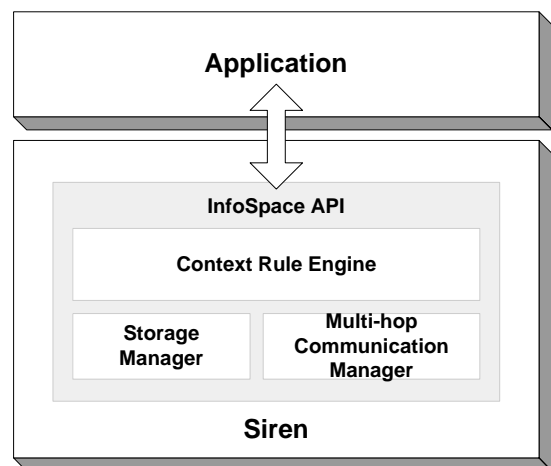 Application
InfoSpace API
Context Rule Engine
Storage
Manager
Multi-hop
Communication
Manager
Siren